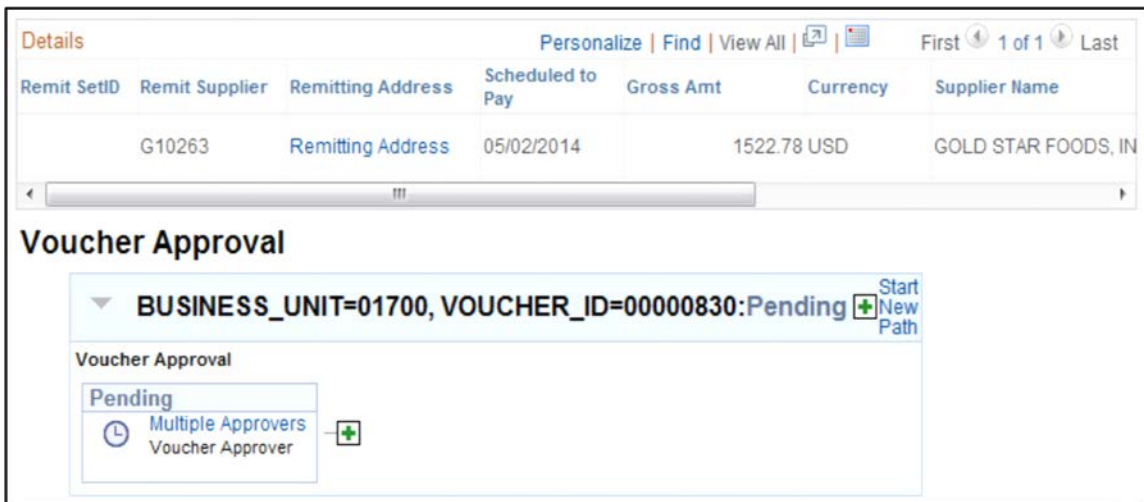 Details Personalize | Find | View All | | First 1 of 1 Last
Remit SetID Remit Supplier Remitting Address Scheduled to Pay Gross Amt Currency Supplier Name
G10263 Remitting Address 05/02/2014 1522.78 USD GOLD STAR FOODS, IN
Voucher Approval
BUSINESS_UNIT=01700, VOUCHER_ID=00000830:Pending Start New Path
Voucher Approval
Pending
Multiple Approvers
Voucher Approver